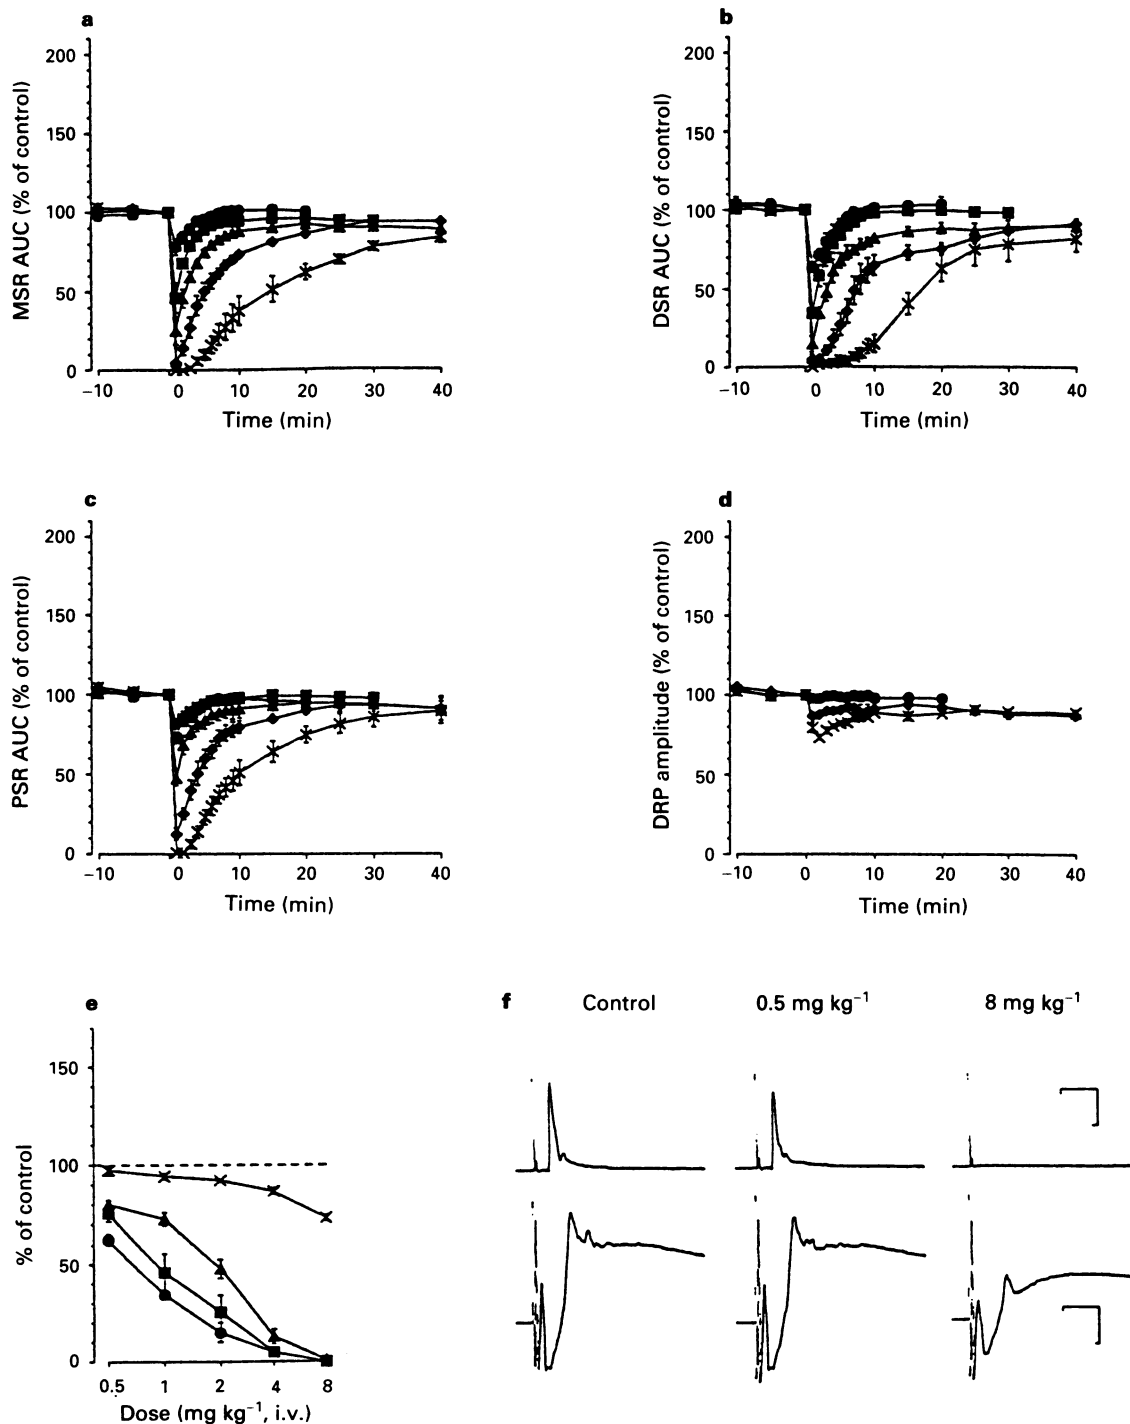 a
MSR AUC (% of control)
200
150
100
50
0
–10 0 10 20 30 40
Time (min)
b
DSR AUC (% of control)
200
150
100
50
0
–10 0 10 20 30 40
Time (min)
c
PSR AUC (% of control)
200
150
100
50
0
–10 0 10 20 30 40
Time (min)
d
DRP amplitude (% of control)
200
150
100
50
0
–10 0 10 20 30 40
Time (min)
e
% of control
150
100
50
0
0.5 1 2 4 8
Dose (mg kg⁻¹, i.v.)
f
Control 0.5 mg kg⁻¹ 8 mg kg⁻¹